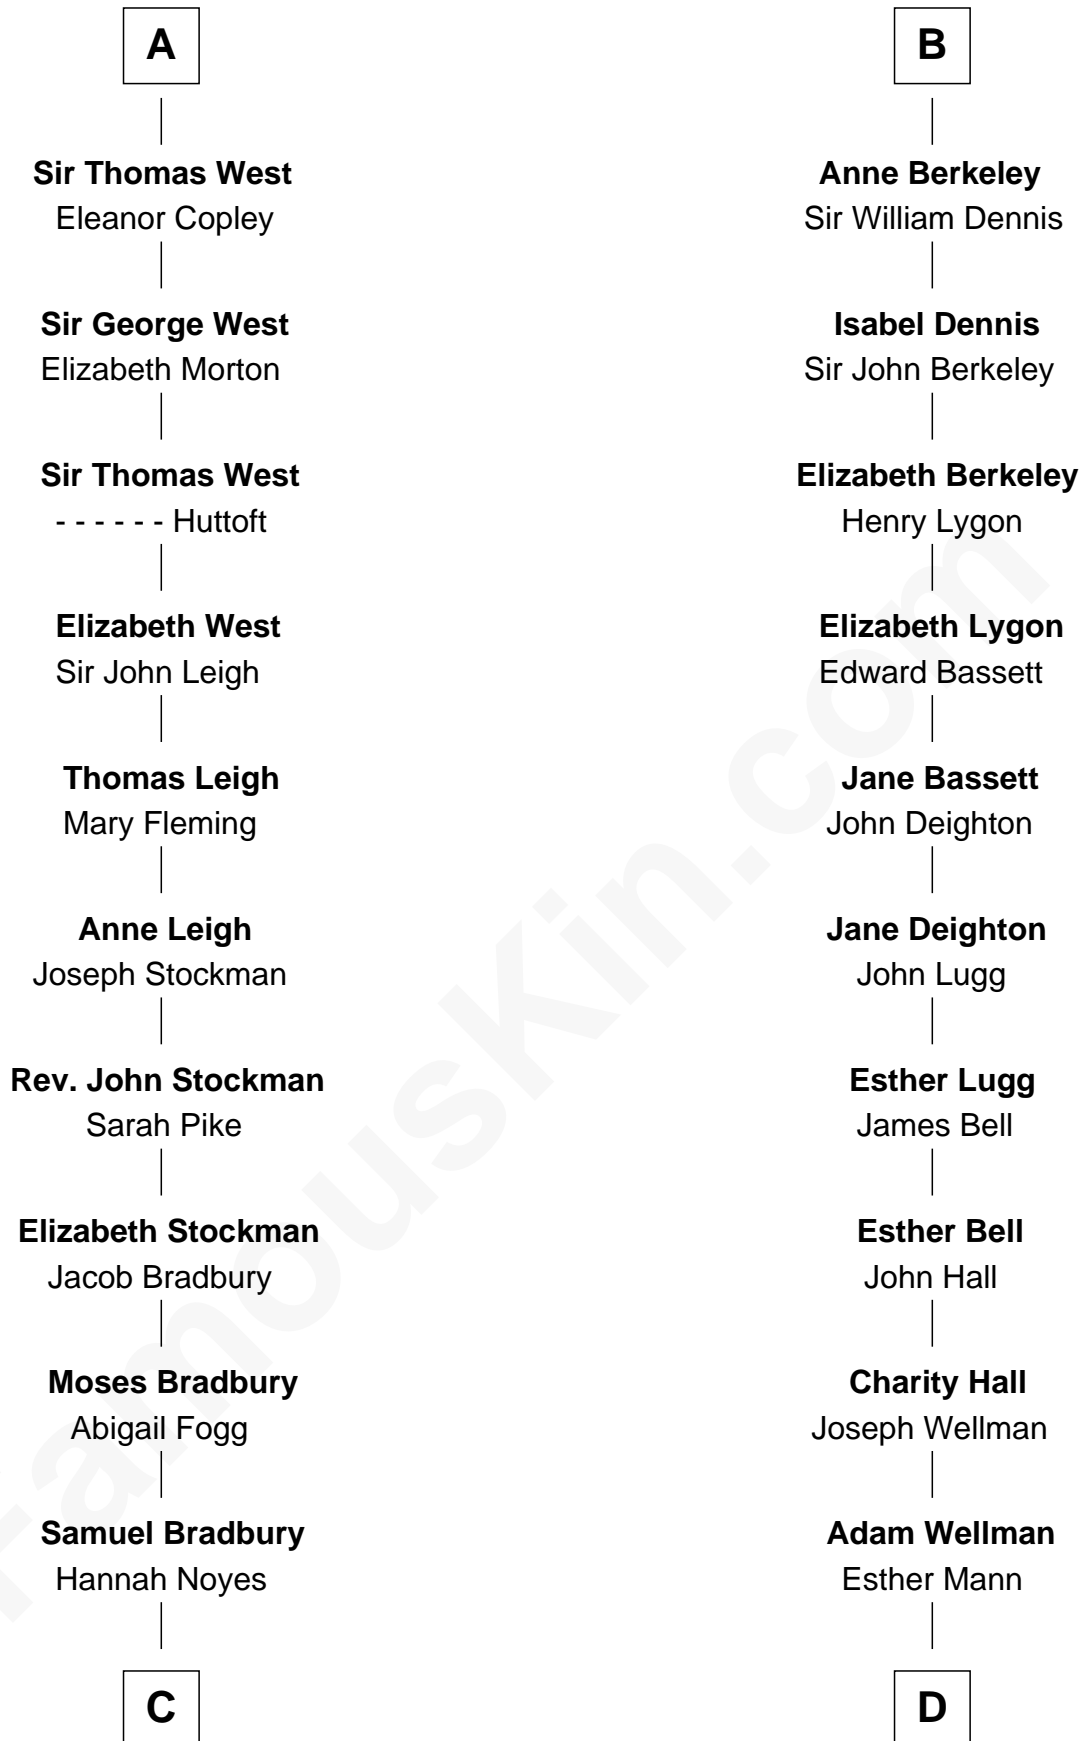 A
Sir Thomas West
Eleanor Copley
Sir George West
Elizabeth Morton
Sir Thomas West
- - - - - - Huttoft
Elizabeth West
Sir John Leigh
Thomas Leigh
Mary Fleming
Anne Leigh
Joseph Stockman
Rev. John Stockman
Sarah Pike
Elizabeth Stockman
Jacob Bradbury
Moses Bradbury
Abigail Fogg
Samuel Bradbury
Hannah Noyes
C
B
Anne Berkeley
Sir William Dennis
Isabel Dennis
Sir John Berkeley
Elizabeth Berkeley
Henry Lygon
Elizabeth Lygon
Edward Bassett
Jane Bassett
John Deighton
Jane Deighton
John Lugg
Esther Lugg
James Bell
Esther Bell
John Hall
Charity Hall
Joseph Wellman
Adam Wellman
Esther Mann
D
FamousKin.com